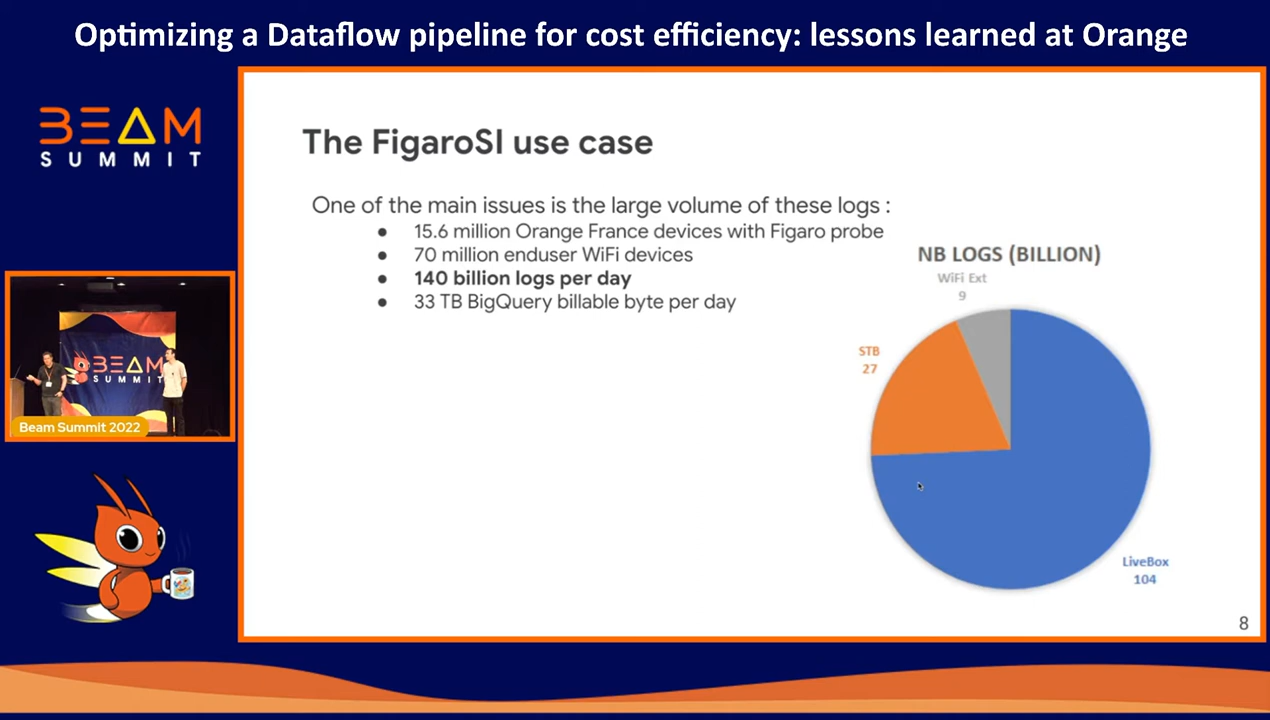 Optimizing a Dataflow pipeline for cost efficiency: lessons learned at Orange
BEAM
SUMMIT
The FigaroSI use case
One of the main issues is the large volume of these logs :
● 15.6 million Orange France devices with Figaro probe
● 70 million enduser WiFi devices
● 140 billion logs per day
● 33 TB BigQuery billable byte per day
NB LOGS (BILLION)
WiFi Ext
9
STB
27
LiveBox
104
8
BEAM
SUMMIT
Beam Summit 2022